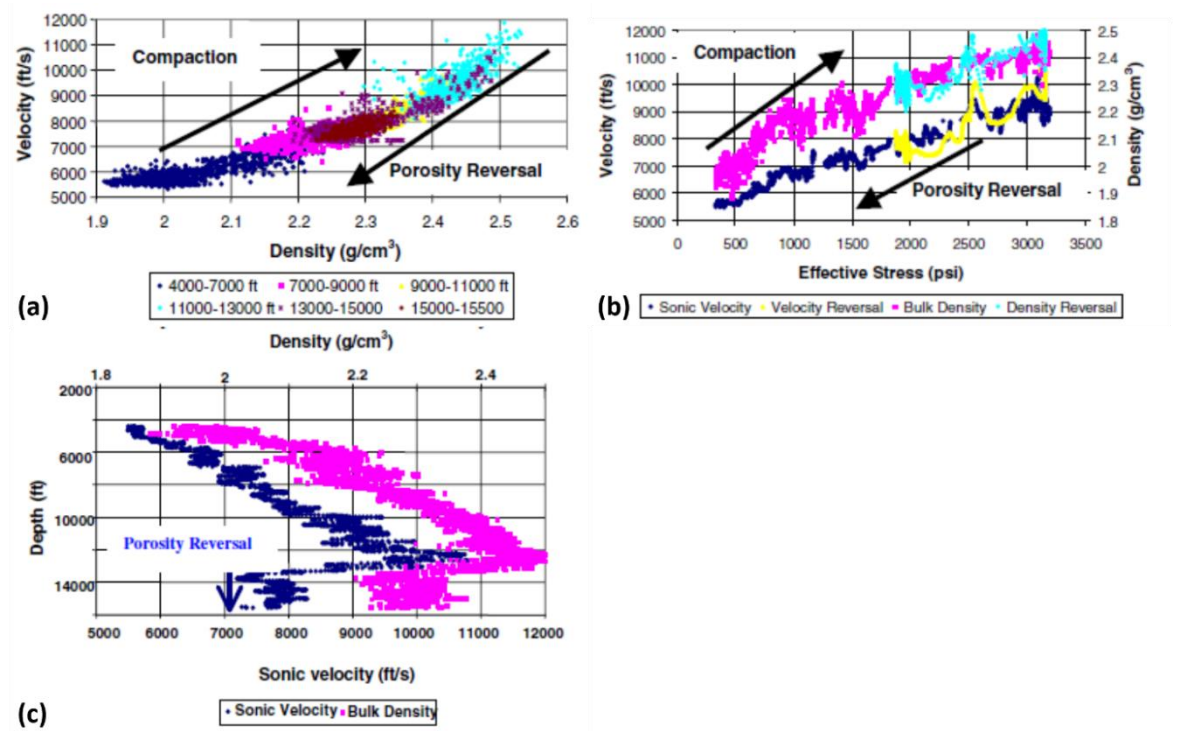 12000
11000
10000
9000
8000
7000
6000
5000
Velocity (ft/s)
Compaction
Porosity Reversal
1.9 2 2.1 2.2 2.3 2.4 2.5 2.6
Density (g/cm3)
4000-7000 ft 7000-9000 ft 9000-11000 ft
11000-13000 ft 13000-15000 15000-15500
(a)
12000
11000
10000
9000
8000
7000
6000
5000
Velocity (ft/s)
Compaction
Porosity Reversal
2.5
2.4
2.3
2.2
2.1
2
1.9
1.8
Density (g/cm3)
0 500 1000 1500 2000 2500 3000 3500
Effective Stress (psi)
Sonic Velocity Velocity Reversal Bulk Density Density Reversal
(b)
Density (g/cm3)
1.8 2 2.2 2.4
2000
6000
10000
14000
Depth (ft)
Porosity Reversal
5000 6000 7000 8000 9000 10000 11000 12000
Sonic velocity (ft/s)
Sonic Velocity Bulk Density
(c)